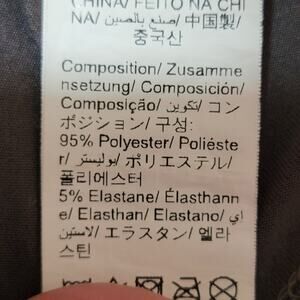 CHINA/ FEITO NA CHI
NA/ صنع بالصين/ 中国製/
중국산
Composition/ Zusamme
nsetzung/ Composición/
Composição/ تكوين/ コン
ポジション/ 구성:
95% Polyester/ Poliéste
r/ بوليستر/ ポリエステル/
폴리에스터
5% Elastane/ Élasthann
e/ Elasthan/ Elastano/ اي
لاستين/ エラスタン/ 엘라
스틴